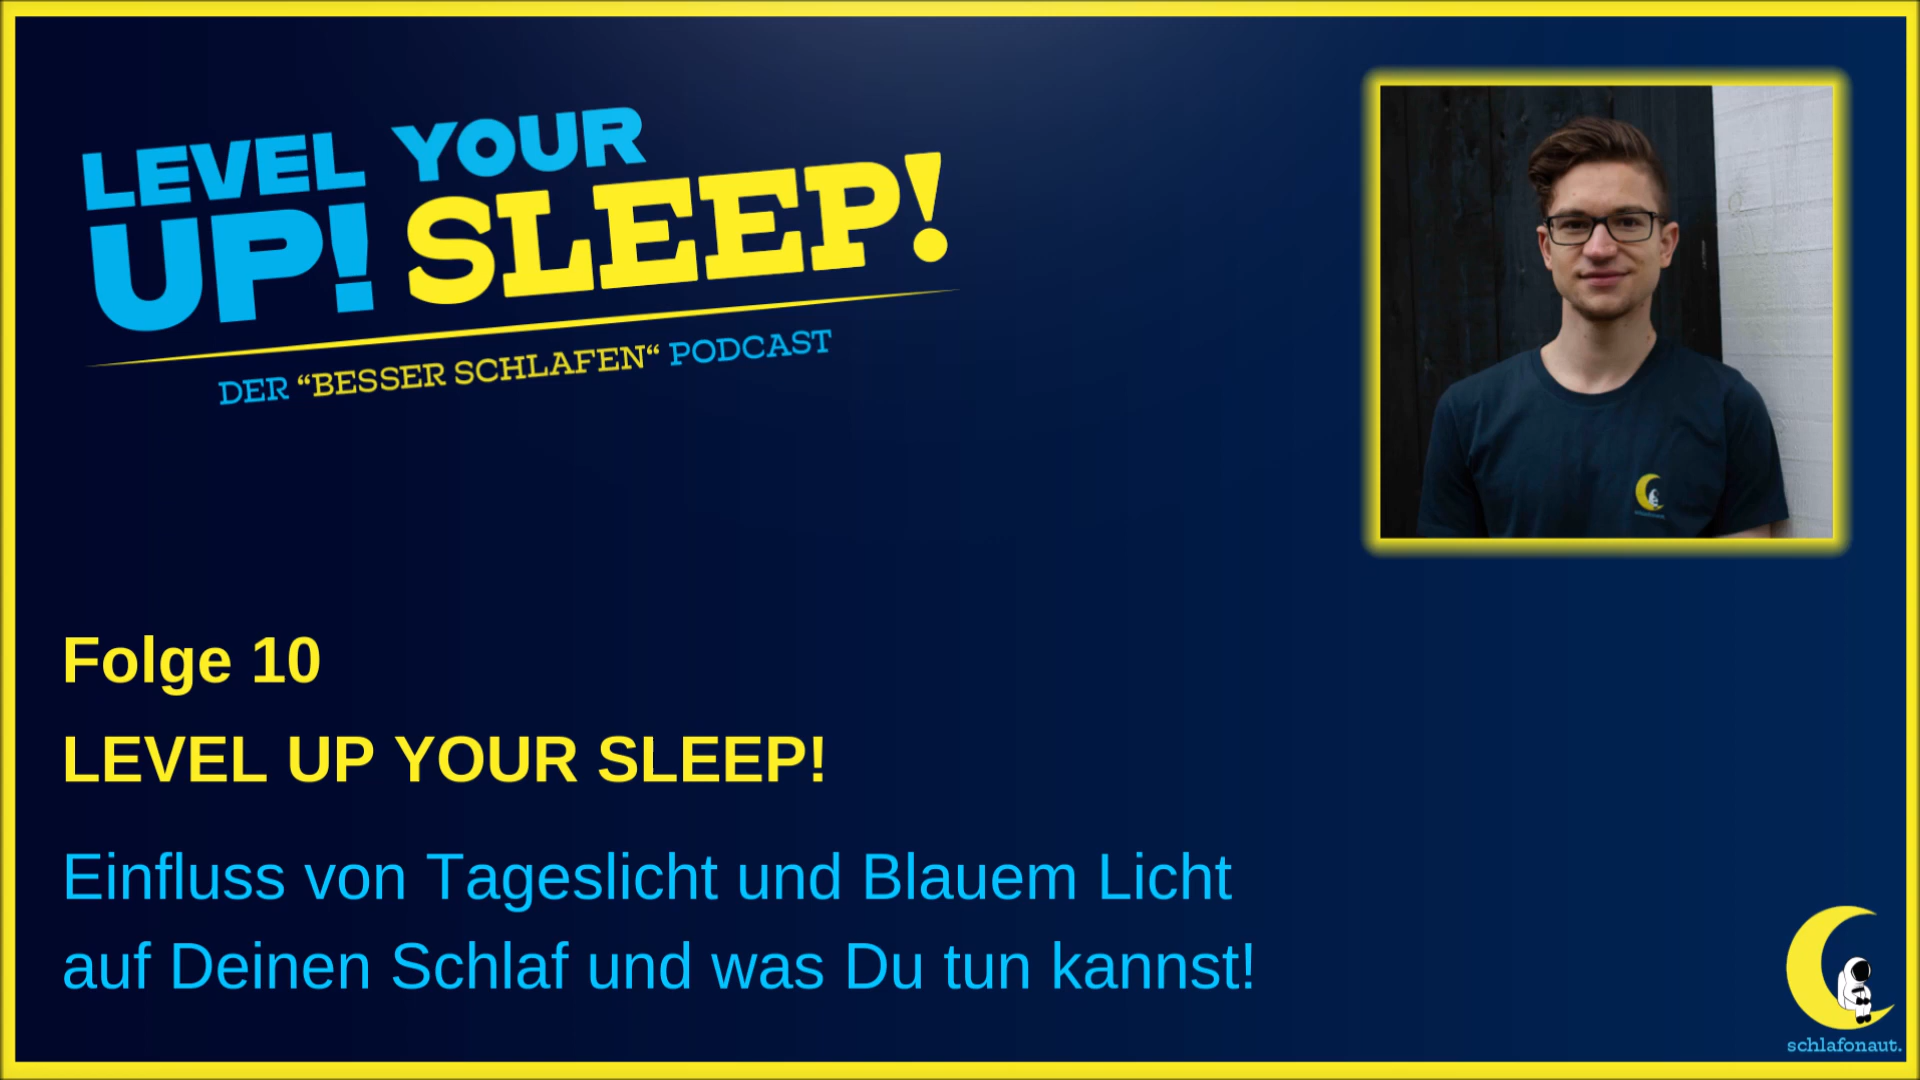 LEVEL YOUR
UP! SLEEP!
DER “BESSER SCHLAFEN“ PODCAST
Folge 10
LEVEL UP YOUR SLEEP!
Einfluss von Tageslicht und Blauem Licht
auf Deinen Schlaf und was Du tun kannst!
schlafonaut.